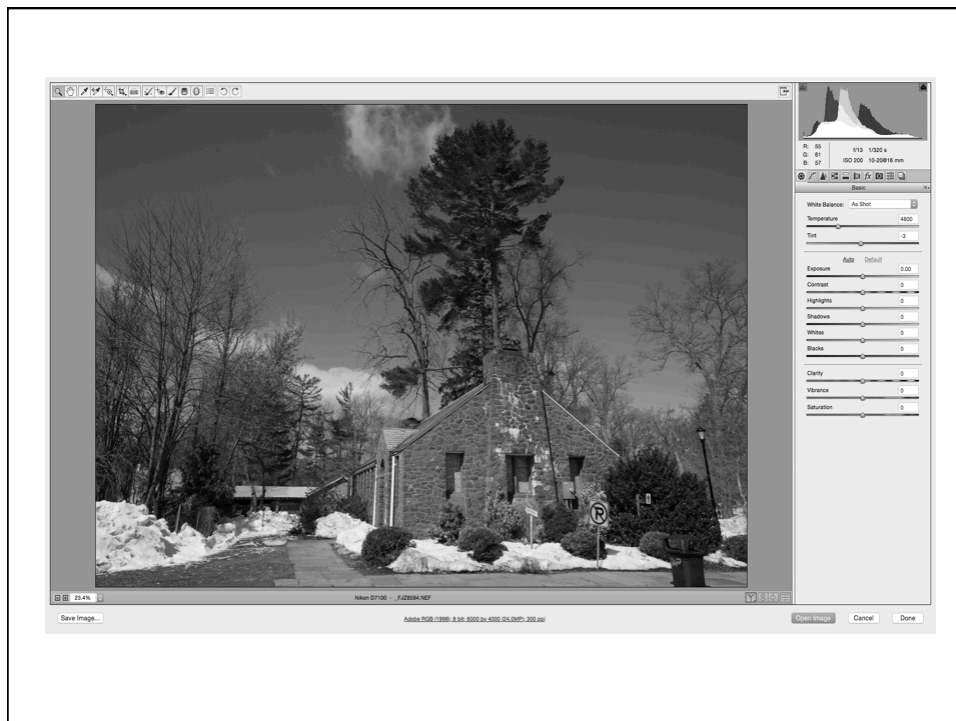 R: 55
G: 61
B: 57
f/13 1/320 s
ISO 200 10-20@16 mm
fx
Basic
White Balance: As Shot
Temperature 4800
Tint -3
Auto Default
Exposure 0.00
Contrast 0
Highlights 0
Shadows 0
Whites 0
Blacks 0
Clarity 0
Vibrance 0
Saturation 0
P
23.4%
Nikon D7100 - _FJZ8594.NEF
Y
Save Image...
Adobe RGB (1998); 8 bit; 6000 by 4000 (24.0MP); 300 ppi
Open Image Cancel Done